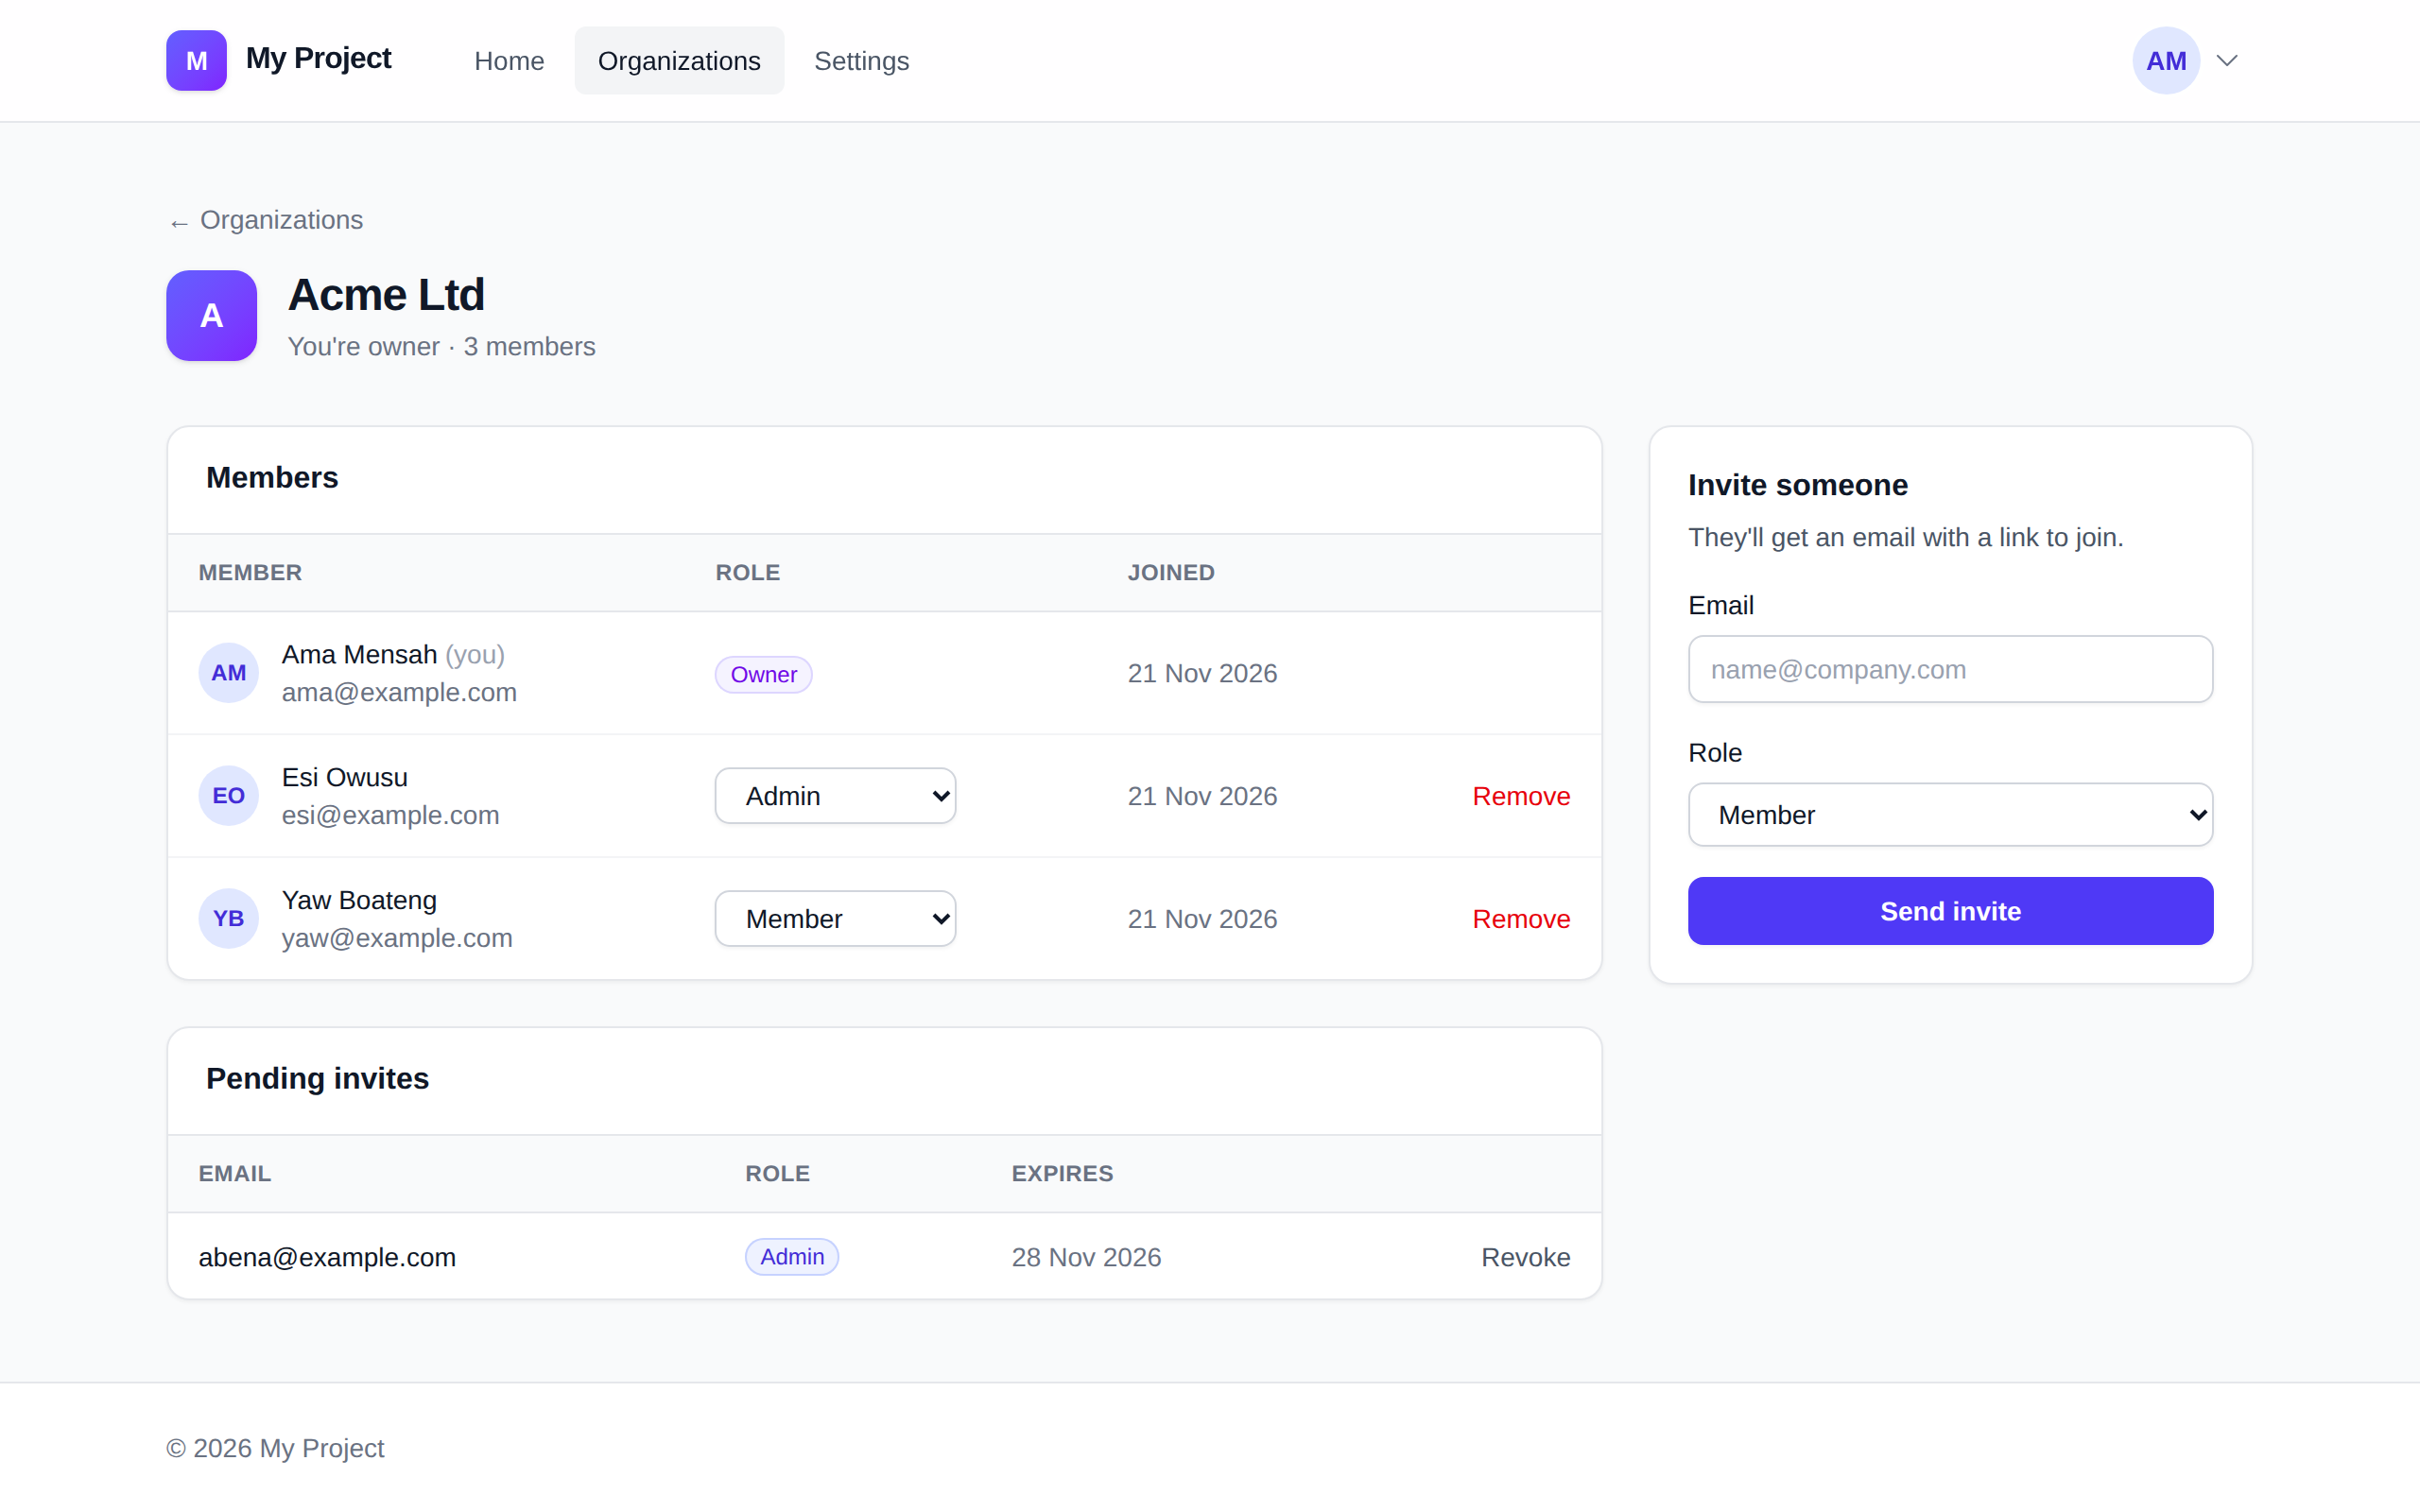 M My Project Home Organizations Settings AM
← Organizations
A
Acme Ltd
You're owner · 3 members
Members
MEMBER ROLE JOINED
AM
Ama Mensah (you)
ama@example.com
Owner
21 Nov 2026
EO
Esi Owusu
esi@example.com
Admin
21 Nov 2026
Remove
YB
Yaw Boateng
yaw@example.com
Member
21 Nov 2026
Remove
Invite someone
They'll get an email with a link to join.
Email
name@company.com
Role
Member
Send invite
Pending invites
EMAIL ROLE EXPIRES
abena@example.com Admin 28 Nov 2026 Revoke
© 2026 My Project